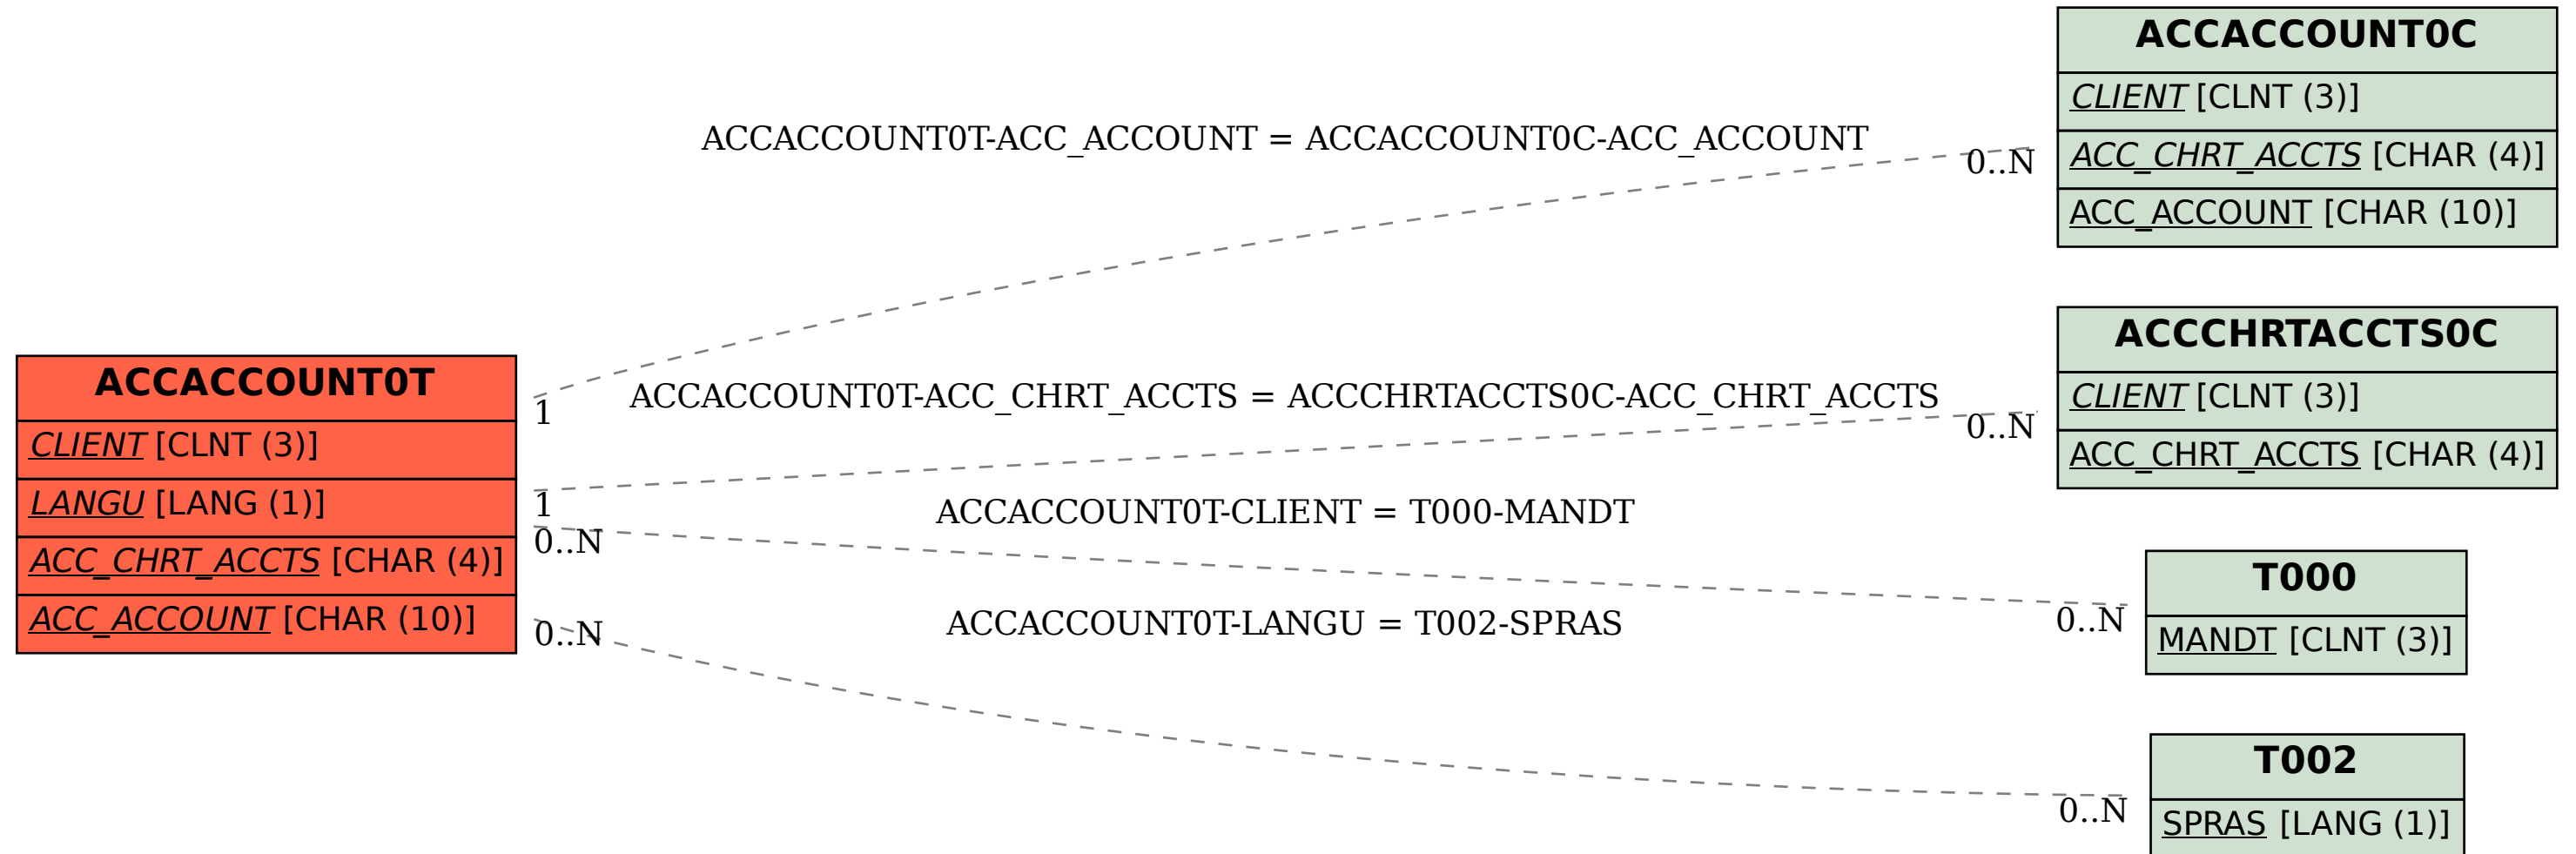 ACCACCOUNT0T
CLIENT [CLNT (3)]
LANGU [LANG (1)]
ACC_CHRT_ACCTS [CHAR (4)]
ACC_ACCOUNT [CHAR (10)]
ACCACCOUNT0T-ACC_ACCOUNT = ACCACCOUNT0C-ACC_ACCOUNT
1
0..N
ACCACCOUNT0T-ACC_CHRT_ACCTS = ACCCHRTACCTS0C-ACC_CHRT_ACCTS
1
0..N
ACCACCOUNT0T-CLIENT = T000-MANDT
0..N
0..N
ACCACCOUNT0T-LANGU = T002-SPRAS
0..N
0..N
ACCACCOUNT0C
CLIENT [CLNT (3)]
ACC_CHRT_ACCTS [CHAR (4)]
ACC_ACCOUNT [CHAR (10)]
ACCCHRTACCTS0C
CLIENT [CLNT (3)]
ACC_CHRT_ACCTS [CHAR (4)]
T000
MANDT [CLNT (3)]
T002
SPRAS [LANG (1)]